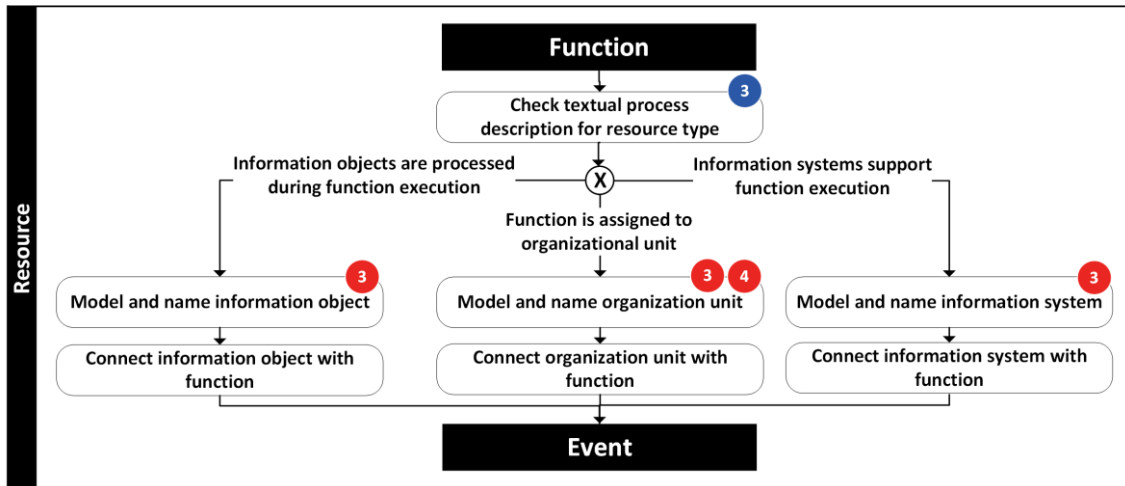 Resource
Function
3
Check textual process
description for resource type
X
Information objects are processed
during function execution
Information systems support
function execution
Function is assigned to
organizational unit
3
Model and name information object
3
4
Model and name organization unit
3
Model and name information system
Connect information object with
function
Connect organization unit with
function
Connect information system with
function
Event